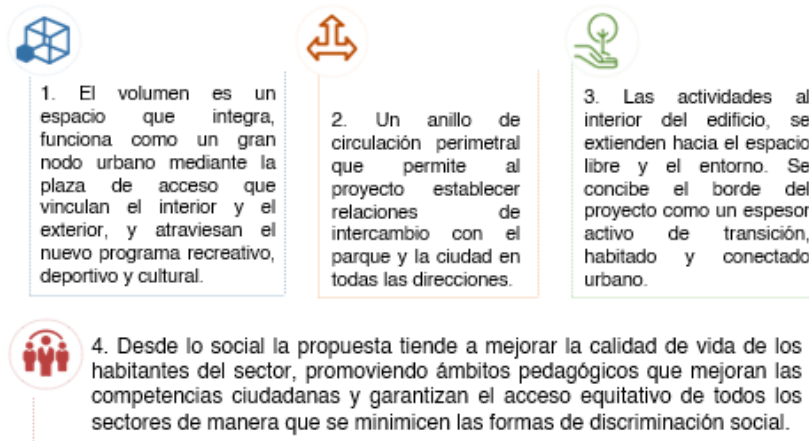 1. El volumen es un
espacio que integra,
funciona como un gran
nodo urbano mediante la
plaza de acceso que
vinculan el interior y el
exterior, y atraviesan el
nuevo programa recreativo,
deportivo y cultural.
2. Un anillo de
circulación perimetral
que permite al
proyecto establecer
relaciones de
intercambio con el
parque y la ciudad en
todas las direcciones.
3. Las actividades al
interior del edificio, se
extienden hacia el espacio
libre y el entorno. Se
concibe el borde del
proyecto como un espesor
activo de transición,
habitado y conectado
urbano.
4. Desde lo social la propuesta tiende a mejorar la calidad de vida de los
habitantes del sector, promoviendo ámbitos pedagógicos que mejoran las
competencias ciudadanas y garantizan el acceso equitativo de todos los
sectores de manera que se minimicen las formas de discriminación social.